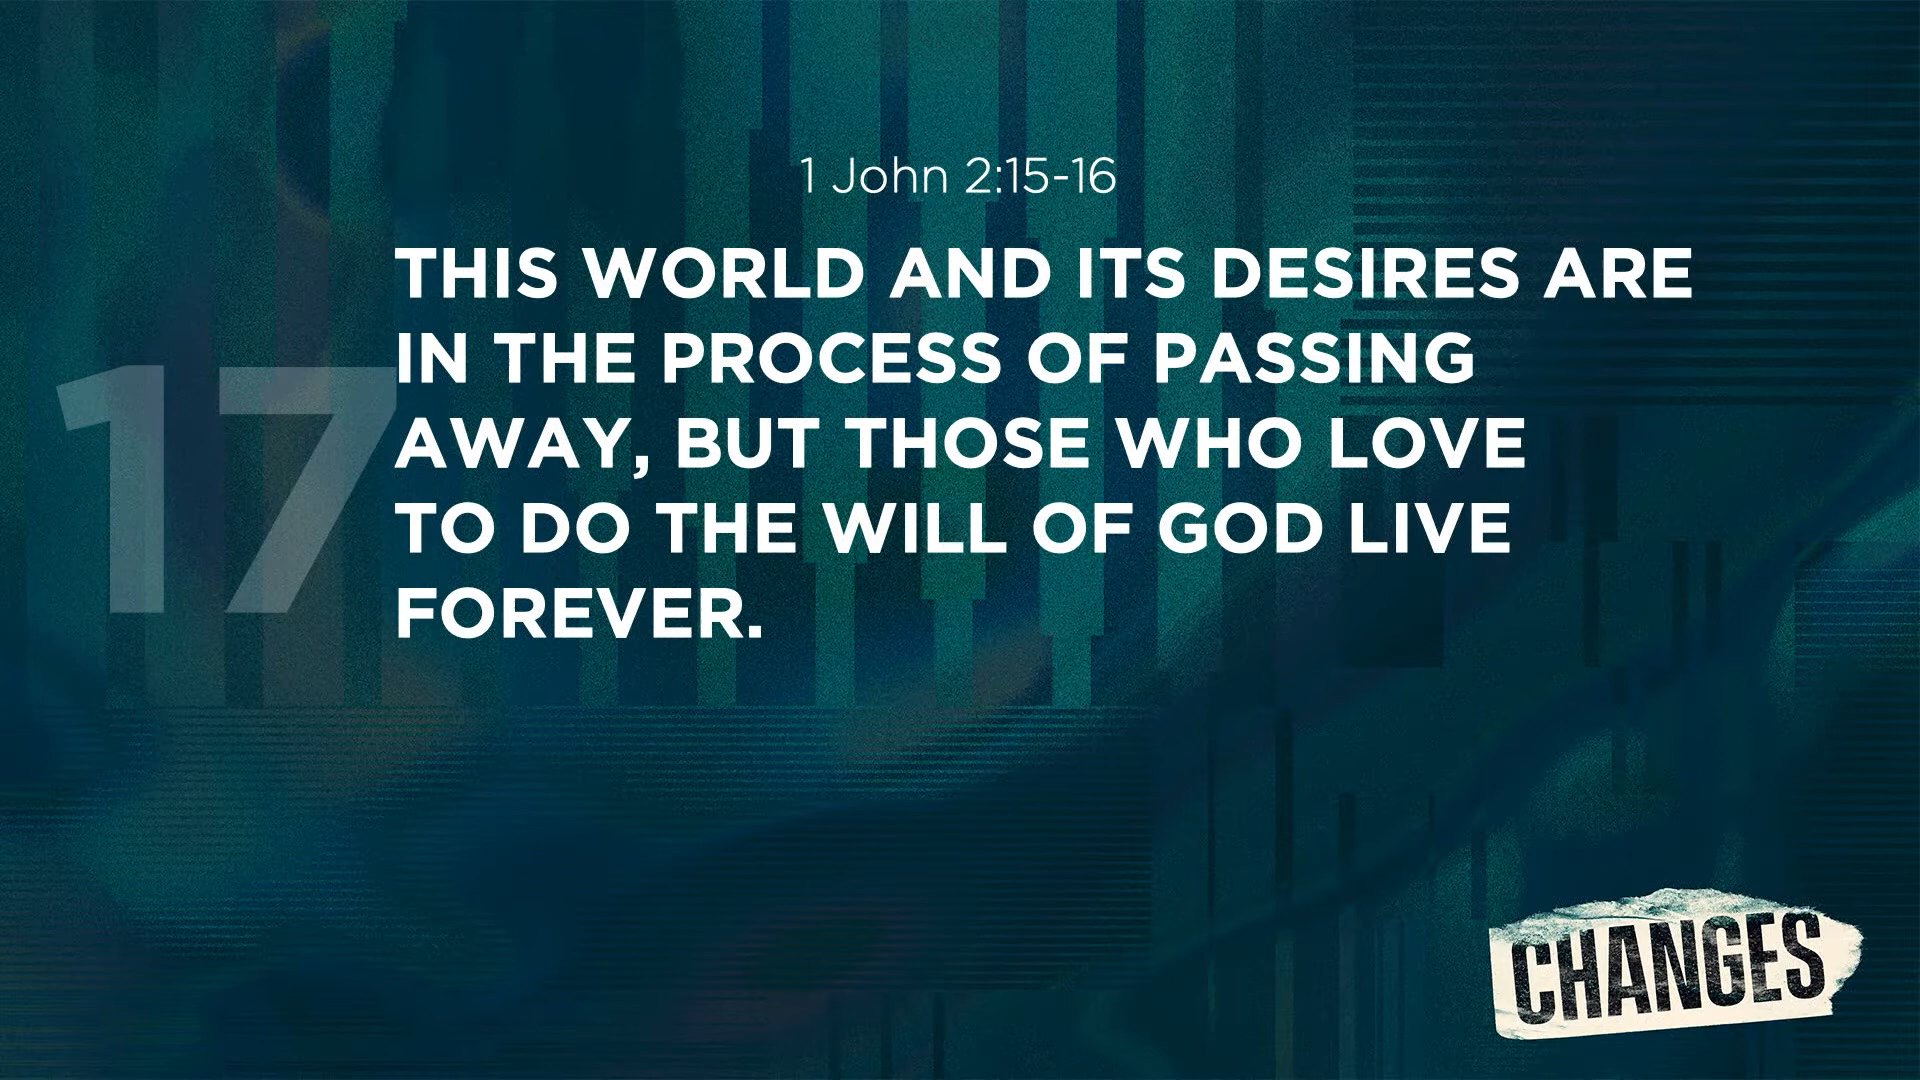 1 John 2:15-16
17
THIS WORLD AND ITS DESIRES ARE
IN THE PROCESS OF PASSING
AWAY, BUT THOSE WHO LOVE
TO DO THE WILL OF GOD LIVE
FOREVER.
CHANGES